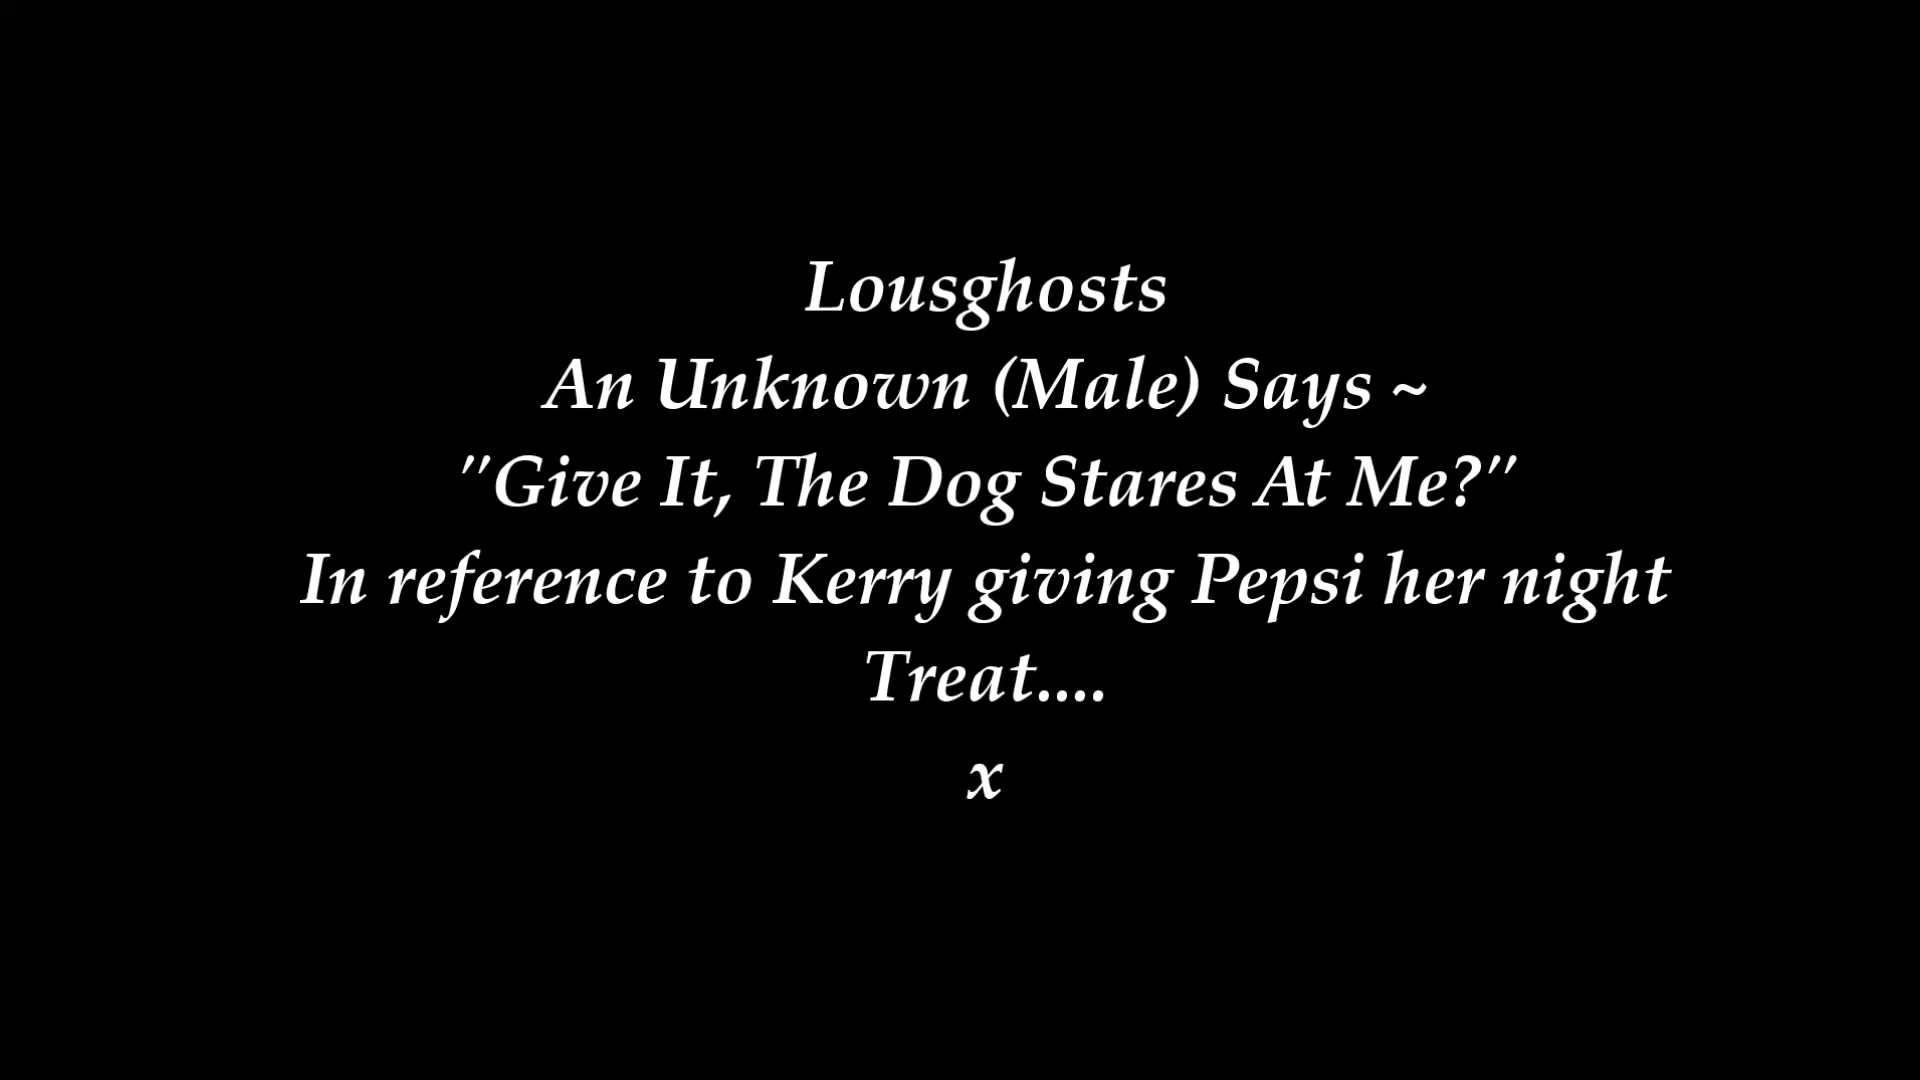 Lousghosts
An Unknown (Male) Says ~
"Give It, The Dog Stares At Me?"
In reference to Kerry giving Pepsi her night
Treat....
x